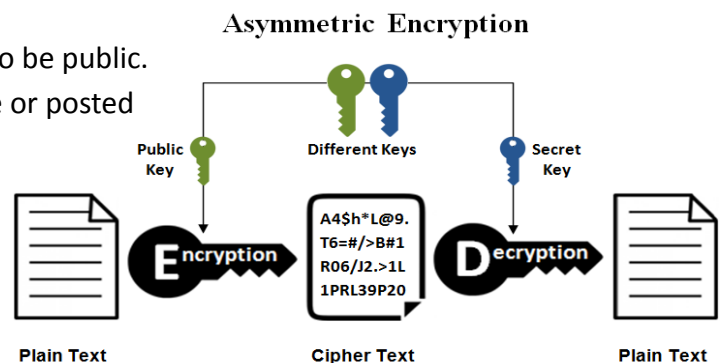 Asymmetric Encryption
o be public.
e or posted
Public
Key
Different Keys
Secret
Key
Encryption
A4$h*L@9.
T6=#/>B#1
R06/J2.>1L
1PRL39P20
Decryption
Plain Text
Cipher Text
Plain Text